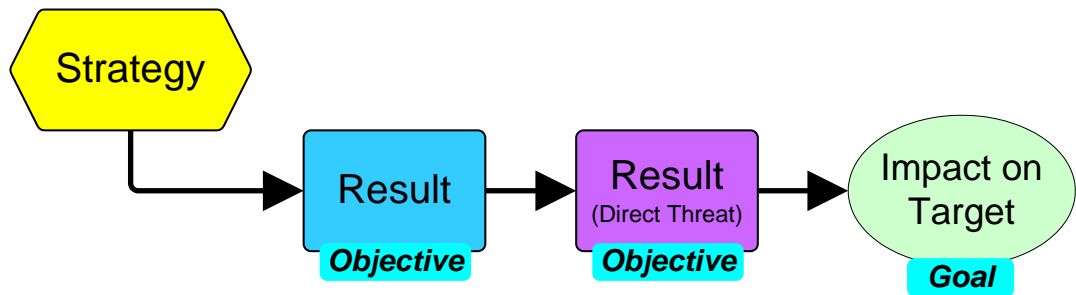 Strategy
Result
Objective
Result
(Direct Threat)
Objective
Impact on
Target
Goal